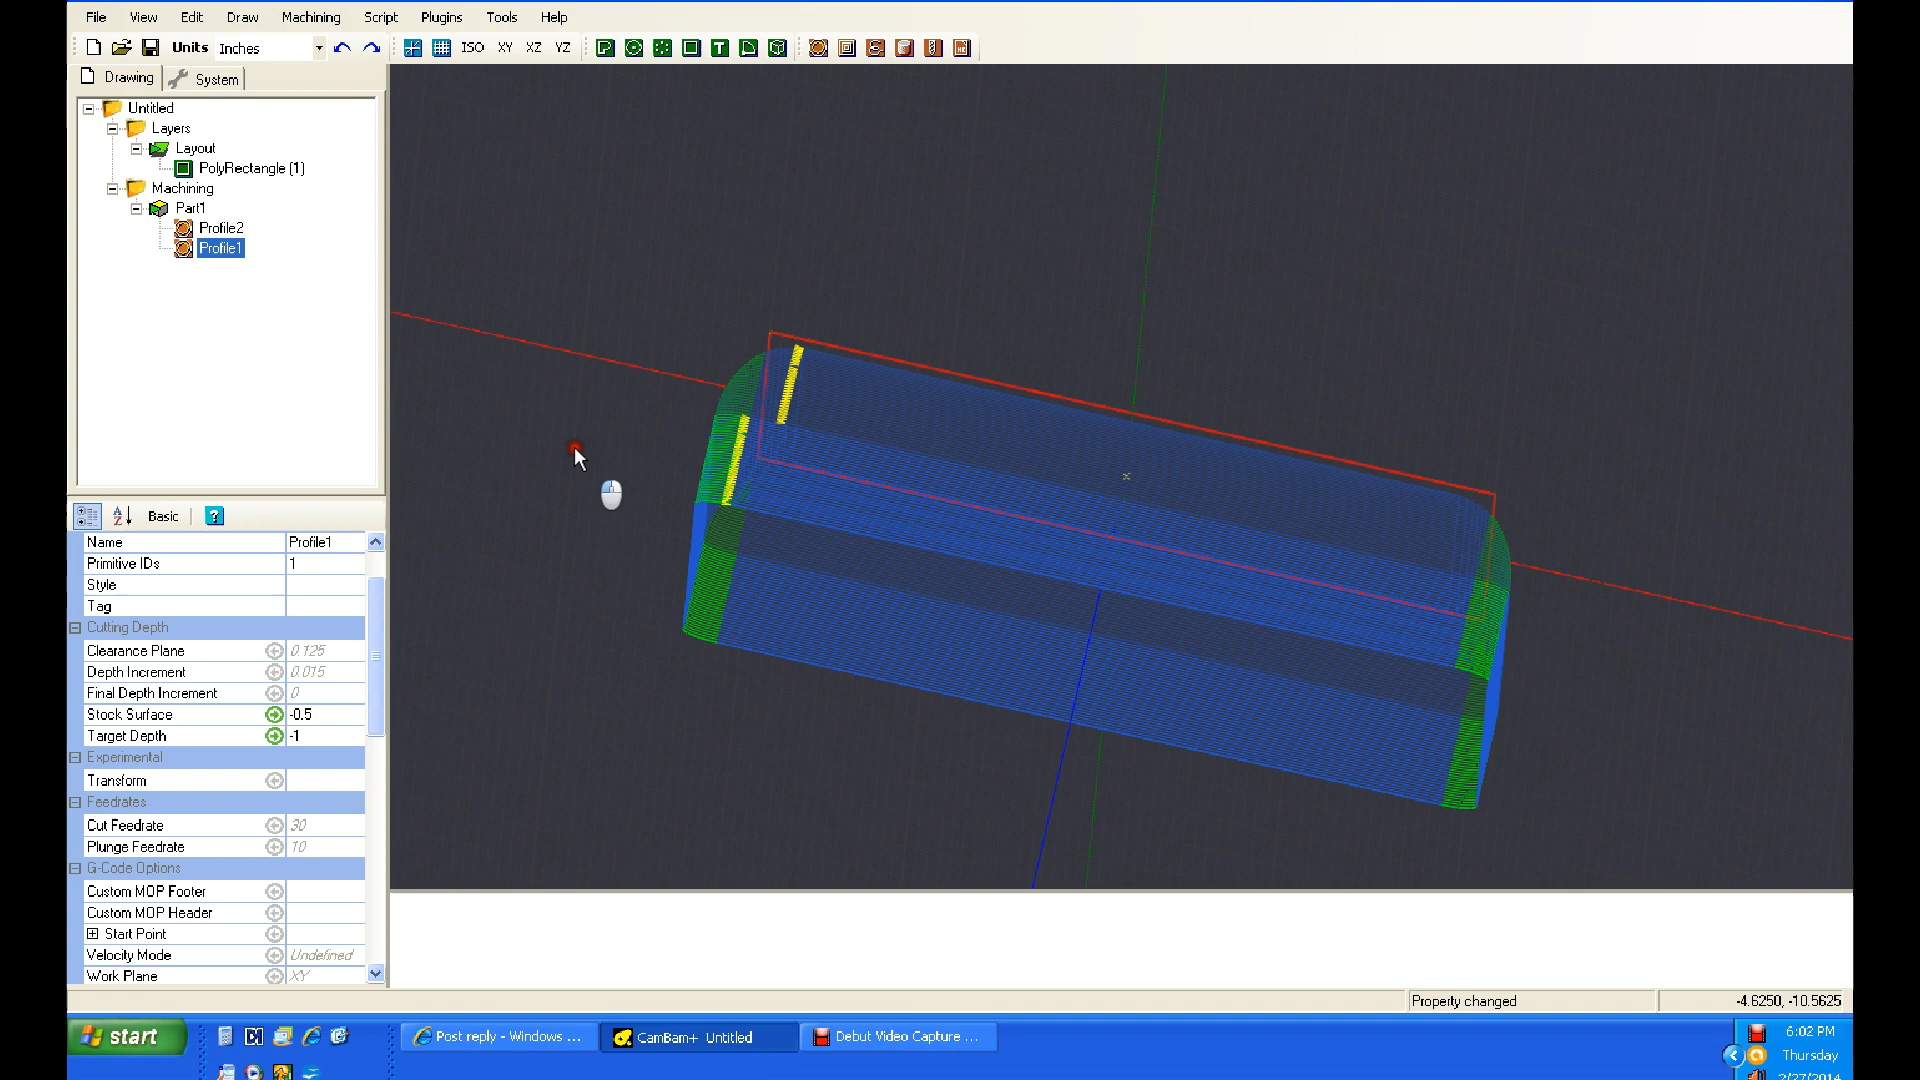 File View Edit Draw Machining Script Plugins Tools Help
Units Inches ISO XY XZ YZ
Drawing System
Untitled
Layers
Layout
PolyRectangle (1)
Machining
Part1
Profile2
Profile1
Basic
Name Profile1
Primitive IDs 1
Style
Tag
Cutting Depth
Clearance Plane 0.125
Depth Increment 0.015
Final Depth Increment 0
Stock Surface -0.5
Target Depth -1
Experimental
Transform
Feedrates
Cut Feedrate 30
Plunge Feedrate 10
G-Code Options
Custom MOP Footer
Custom MOP Header
Start Point
Velocity Mode Undefined
Work Plane XY
Property changed -4.6250, -10.5625
start Post reply - Windows ... CamBam+ Untitled Debut Video Capture ... 6:02 PM
Thursday
2/27/2014